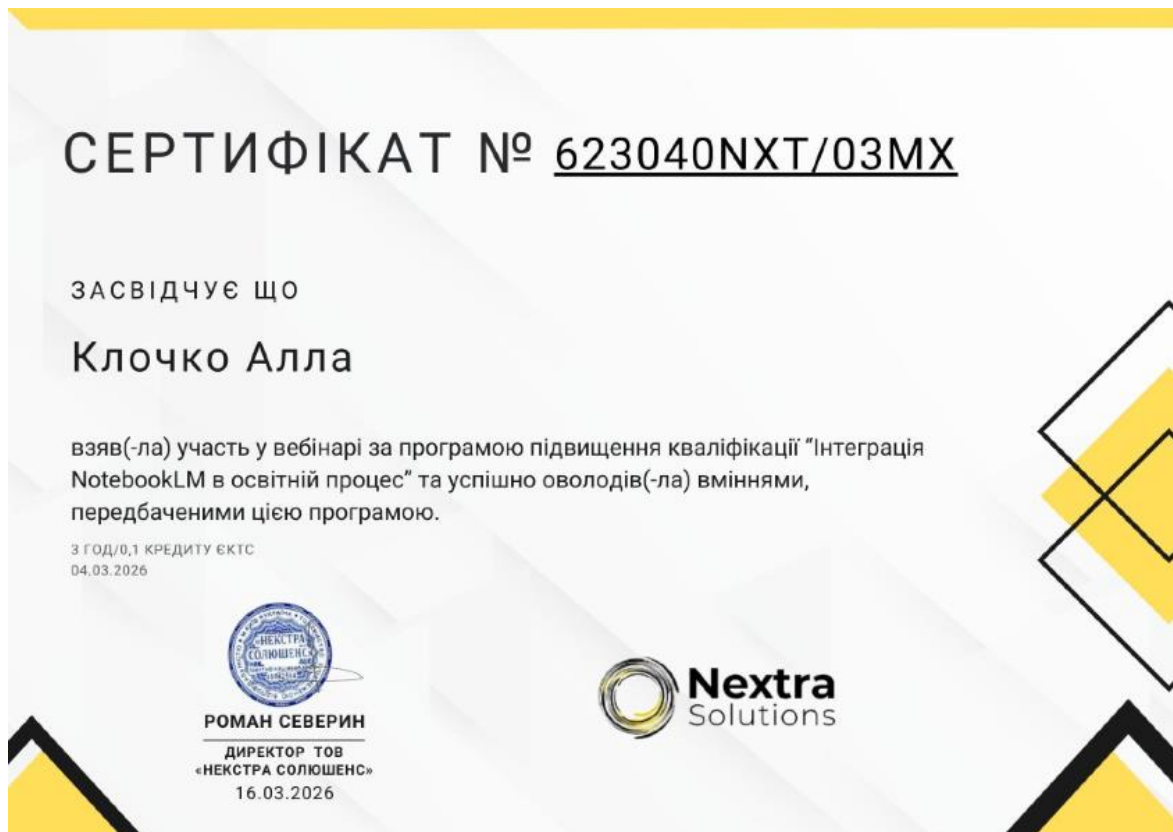 СЕРТИФІКАТ № 623040NXT/03MX
ЗАСВІДЧУЄ ЩО
Клочко Алла
взяв(-ла) участь у вебінарі за програмою підвищення кваліфікації “Інтеграція
NotebookLM в освітній процес” та успішно оволодів(-ла) вміннями,
передбаченими цією програмою.
3 ГОД/0,1 КРЕДИТУ ЄКТС
04.03.2026
«НЕКСТРА
СОЛЮШЕНС»
РОМАН СЕВЕРИН
ДИРЕКТОР ТОВ
«НЕКСТРА СОЛЮШЕНС»
16.03.2026
Nextra
Solutions